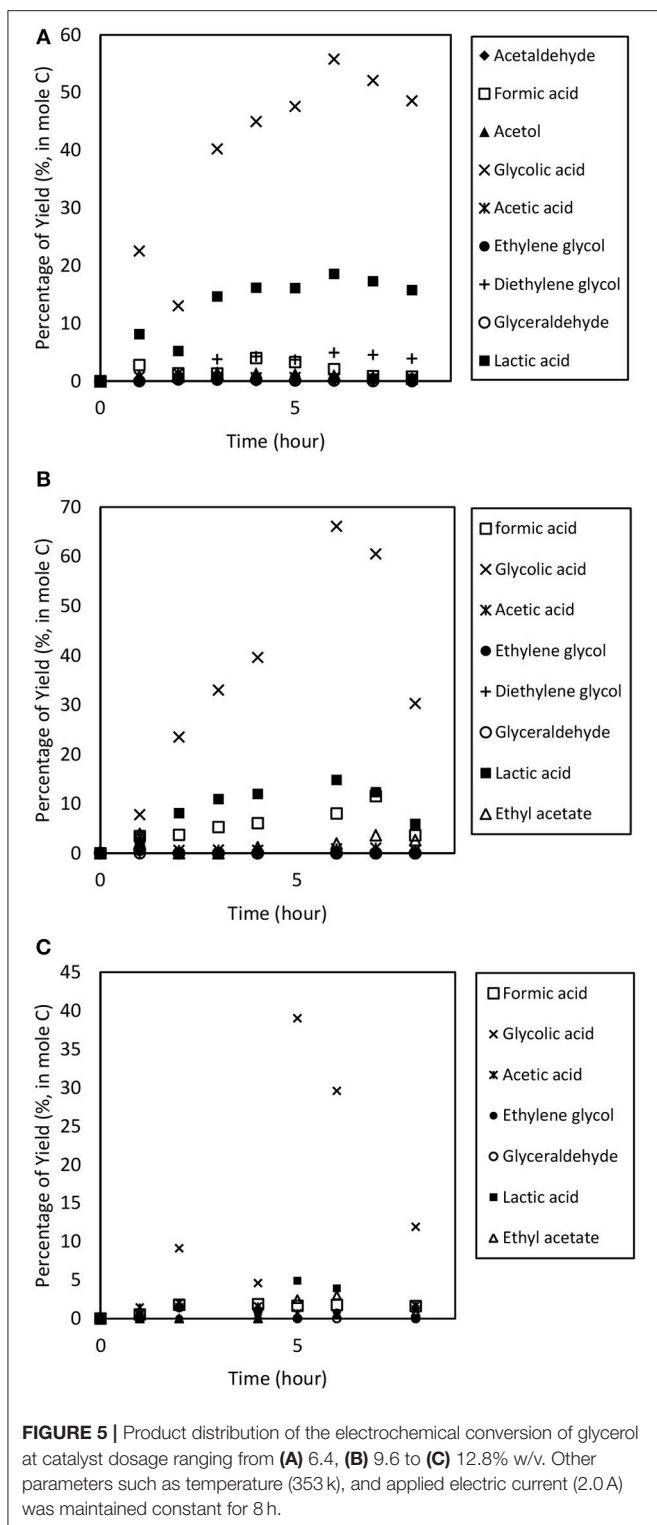 A
Percentage of Yield (%, in mole C)
60
50
40
30
20
10
0
0
5
Time (hour)
Acetaldehyde
Formic acid
Acetol
Glycolic acid
Acetic acid
Ethylene glycol
Diethylene glycol
Glyceraldehyde
Lactic acid
B
Percentage of Yield (%, in mole C)
70
60
50
40
30
20
10
0
0
5
Time (hour)
formic acid
Glycolic acid
Acetic acid
Ethylene glycol
Diethylene glycol
Glyceraldehyde
Lactic acid
Ethyl acetate
C
Percentage of Yield (%, in mole C)
45
40
35
30
25
20
15
10
5
0
0
5
Time (hour)
Formic acid
Glycolic acid
Acetic acid
Ethylene glycol
Glyceraldehyde
Lactic acid
Ethyl acetate
FIGURE 5 | Product distribution of the electrochemical conversion of glycerol
at catalyst dosage ranging from (A) 6.4, (B) 9.6 to (C) 12.8% w/v. Other
parameters such as temperature (353 k), and applied electric current (2.0 A)
was maintained constant for 8 h.